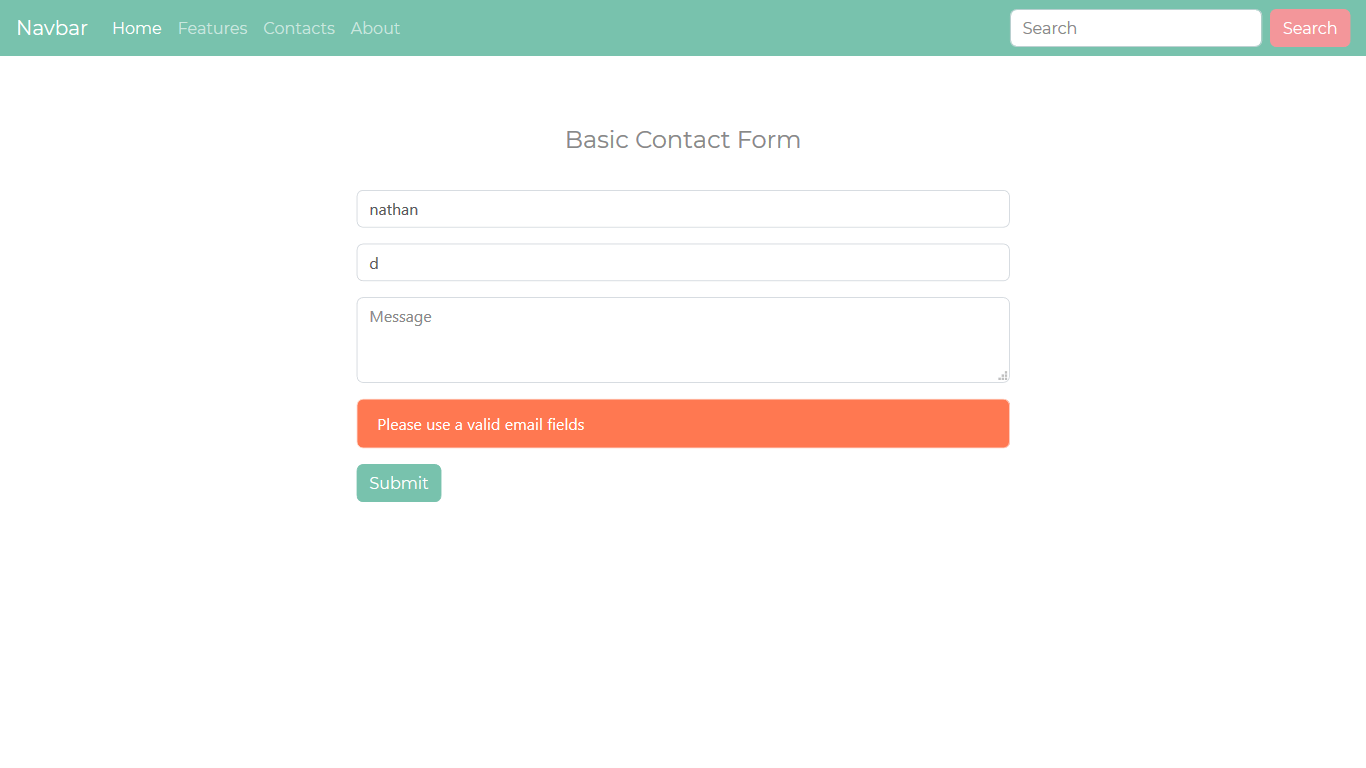 Navbar Home Features Contacts About Search Search
Basic Contact Form
nathan
d
Message
Please use a valid email fields
Submit